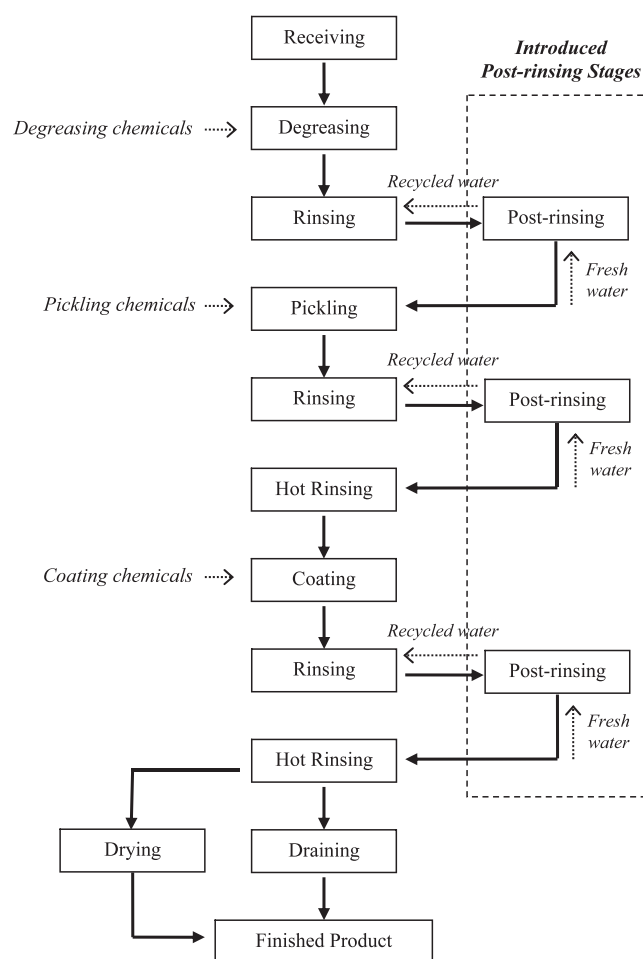 Receiving
Introduced
Post-rinsing Stages
Degreasing chemicals
Degreasing
Recycled water
Rinsing
Post-rinsing
Fresh
water
Pickling chemicals
Pickling
Recycled water
Rinsing
Post-rinsing
Fresh
water
Hot Rinsing
Coating chemicals
Coating
Recycled water
Rinsing
Post-rinsing
Fresh
water
Hot Rinsing
Drying
Draining
Finished Product